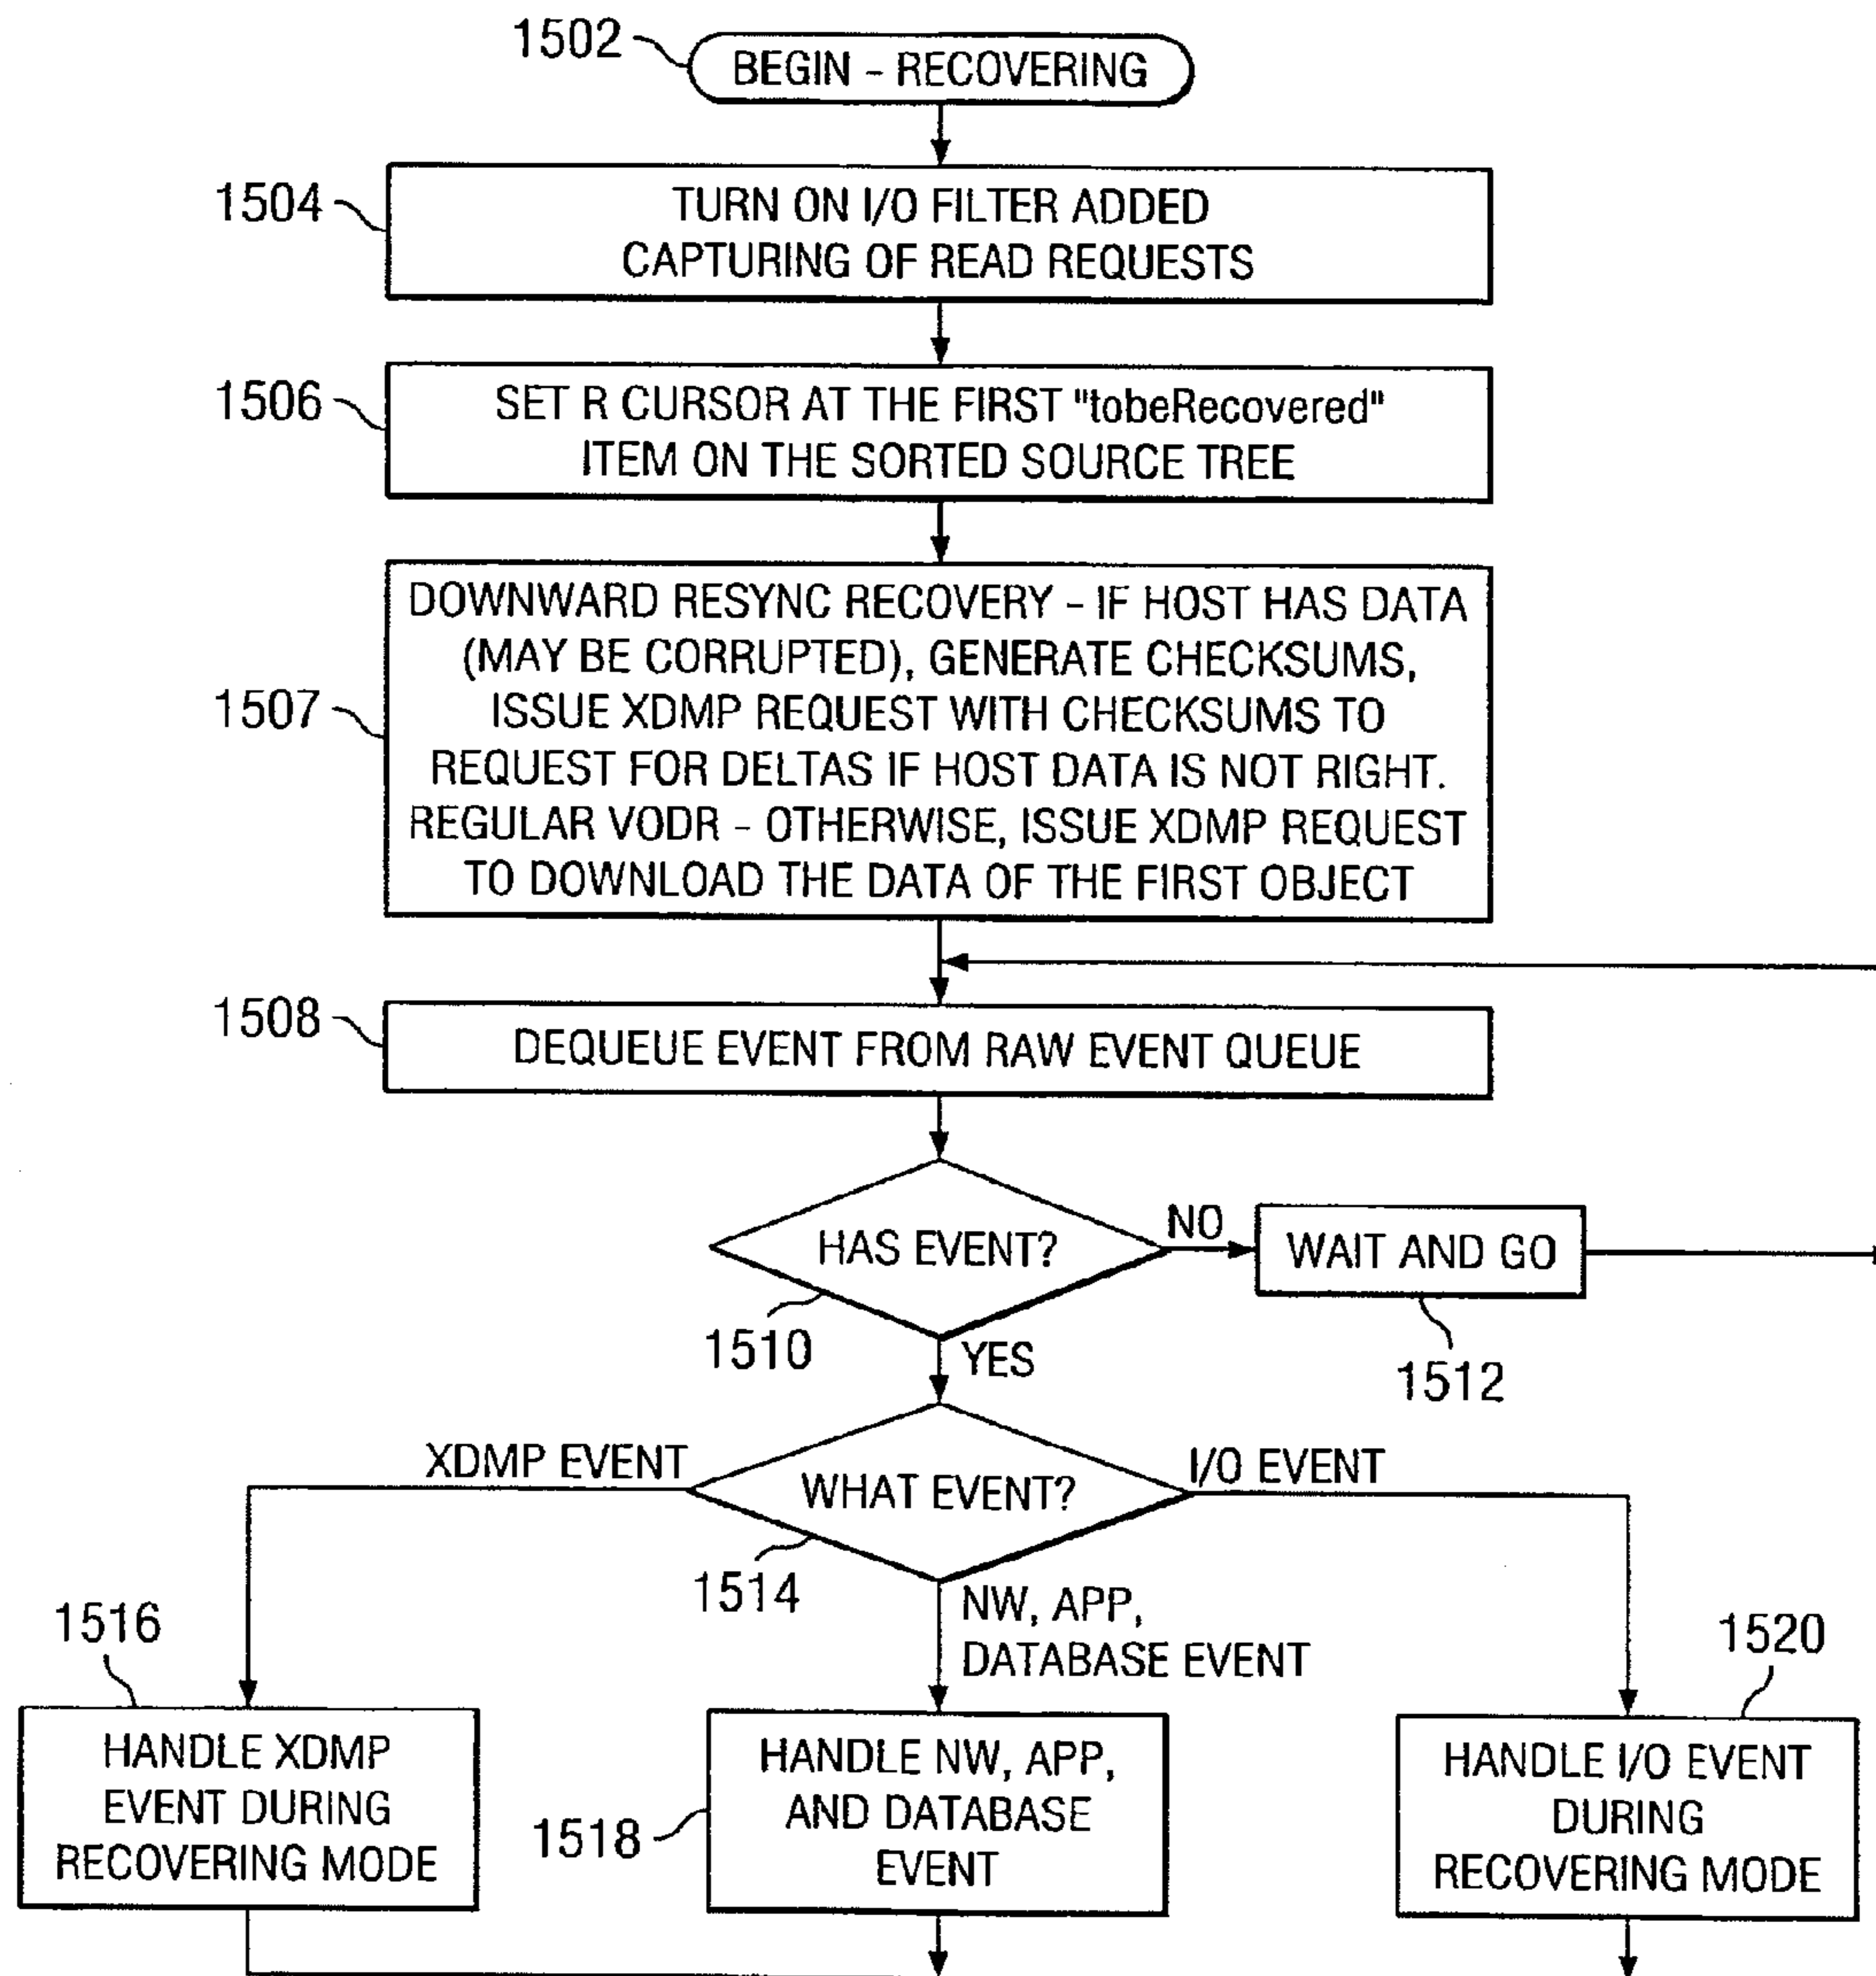 1502
BEGIN - RECOVERING
1504
TURN ON I/O FILTER ADDED
CAPTURING OF READ REQUESTS
1506
SET R CURSOR AT THE FIRST "tobeRecovered"
ITEM ON THE SORTED SOURCE TREE
1507
DOWNWARD RESYNC RECOVERY - IF HOST HAS DATA
(MAY BE CORRUPTED), GENERATE CHECKSUMS,
ISSUE XDMP REQUEST WITH CHECKSUMS TO
REQUEST FOR DELTAS IF HOST DATA IS NOT RIGHT.
REGULAR VODR - OTHERWISE, ISSUE XDMP REQUEST
TO DOWNLOAD THE DATA OF THE FIRST OBJECT
1508
DEQUEUE EVENT FROM RAW EVENT QUEUE
HAS EVENT?
NO
WAIT AND GO
1510
YES
1512
XDMP EVENT
WHAT EVENT?
I/O EVENT
1514
NW, APP,
DATABASE EVENT
1516
1520
HANDLE XDMP
EVENT DURING
RECOVERING MODE
1518
HANDLE NW, APP,
AND DATABASE
EVENT
HANDLE I/O EVENT
DURING
RECOVERING MODE